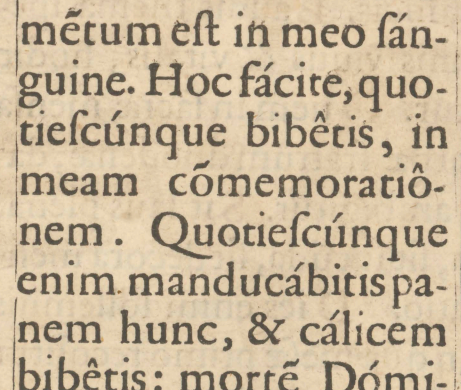 mẽtum eſt in meo ſán-
guine. Hoc fácite, quo-
tieſcúnque bibêtis, in
meam cõmemoratiô-
nem. Quotieſcúnque
enim manducábitis pa-
nem hunc, & cálicem
bibêtis: mortẽ Dómi-